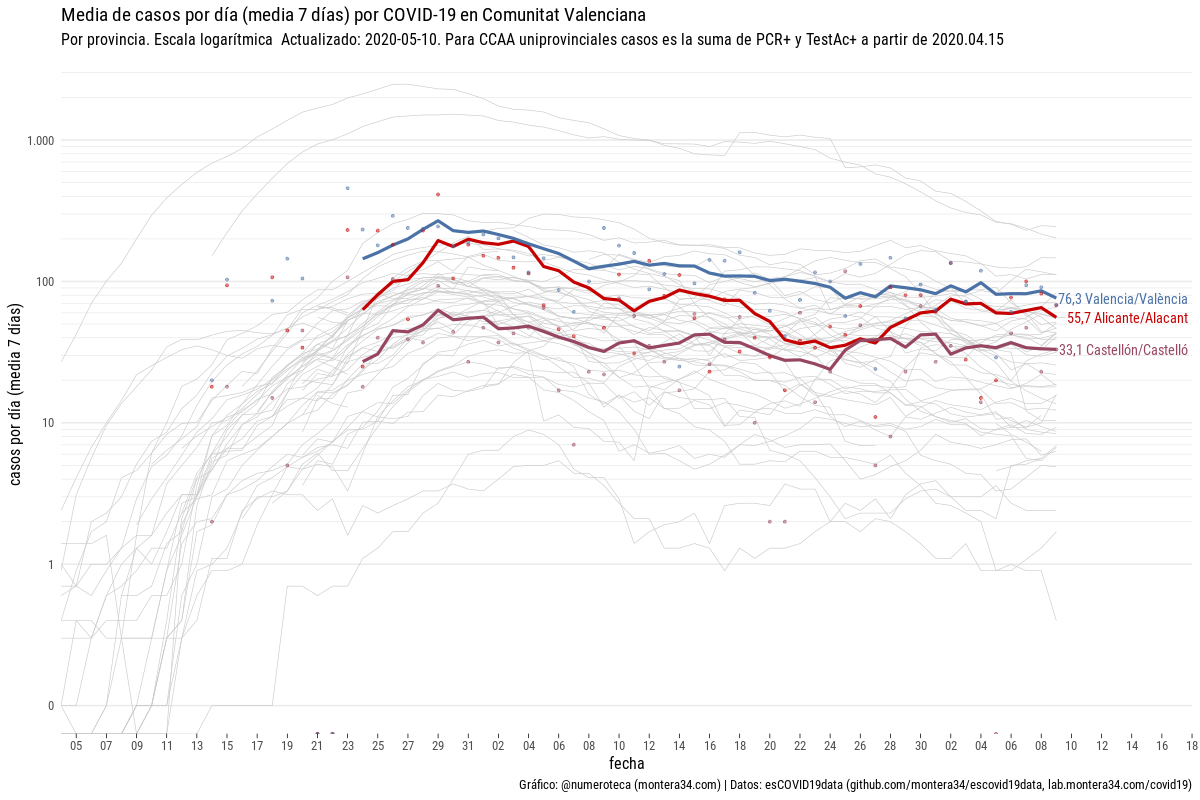 Media de casos por día (media 7 días) por COVID-19 en Comunitat Valenciana
Por provincia. Escala logarítmica  Actualizado: 2020-05-10. Para CCAA uniprovinciales casos es la suma de PCR+ y TestAc+ a partir de 2020.04.15
casos por día (media 7 días)
1.000
100
10
1
0
76,3 Valencia/València
55,7 Alicante/Alacant
33,1 Castellón/Castelló
05 07 09 11 13 15 17 19 21 23 25 27 29 31 02 04 06 08 10 12 14 16 18 20 22 24 26 28 30 02 04 06 08 10 12 14 16 18
fecha
Gráfico: @numeroteca (montera34.com) | Datos: esCOVID19data (github.com/montera34/escovid19data, lab.montera34.com/covid19)